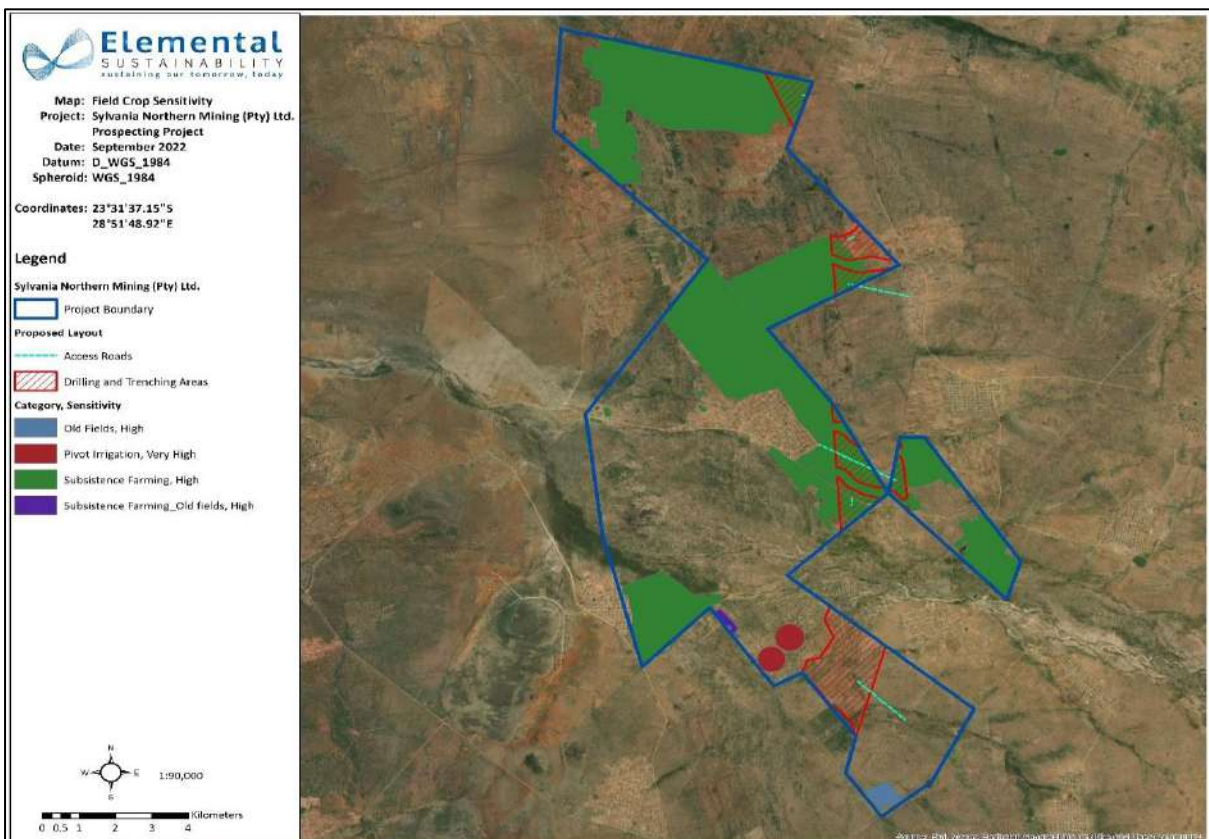 Elemental
SUSTAINABILITY
sustaining our tomorrow, today
Map: Field Crop Sensitivity
Project: Sylvania Northern Mining (Pty) Ltd.
Prospecting Project
Date: September 2022
Datum: D_WGS_1984
Spheroid: WGS_1984
Coordinates: 23°31'37.15"S
28°51'48.92"E
Legend
Sylvania Northern Mining (Pty) Ltd.
Project Boundary
Proposed Layout
Access Roads
Drilling and Trenching Areas
Category, Sensitivity
Old Fields, High
Pivot Irrigation, Very High
Subsistence Farming, High
Subsistence Farming_Old fields, High
N
W E
S
1:90,000
Kilometers
0 0.5 1 2 3 4